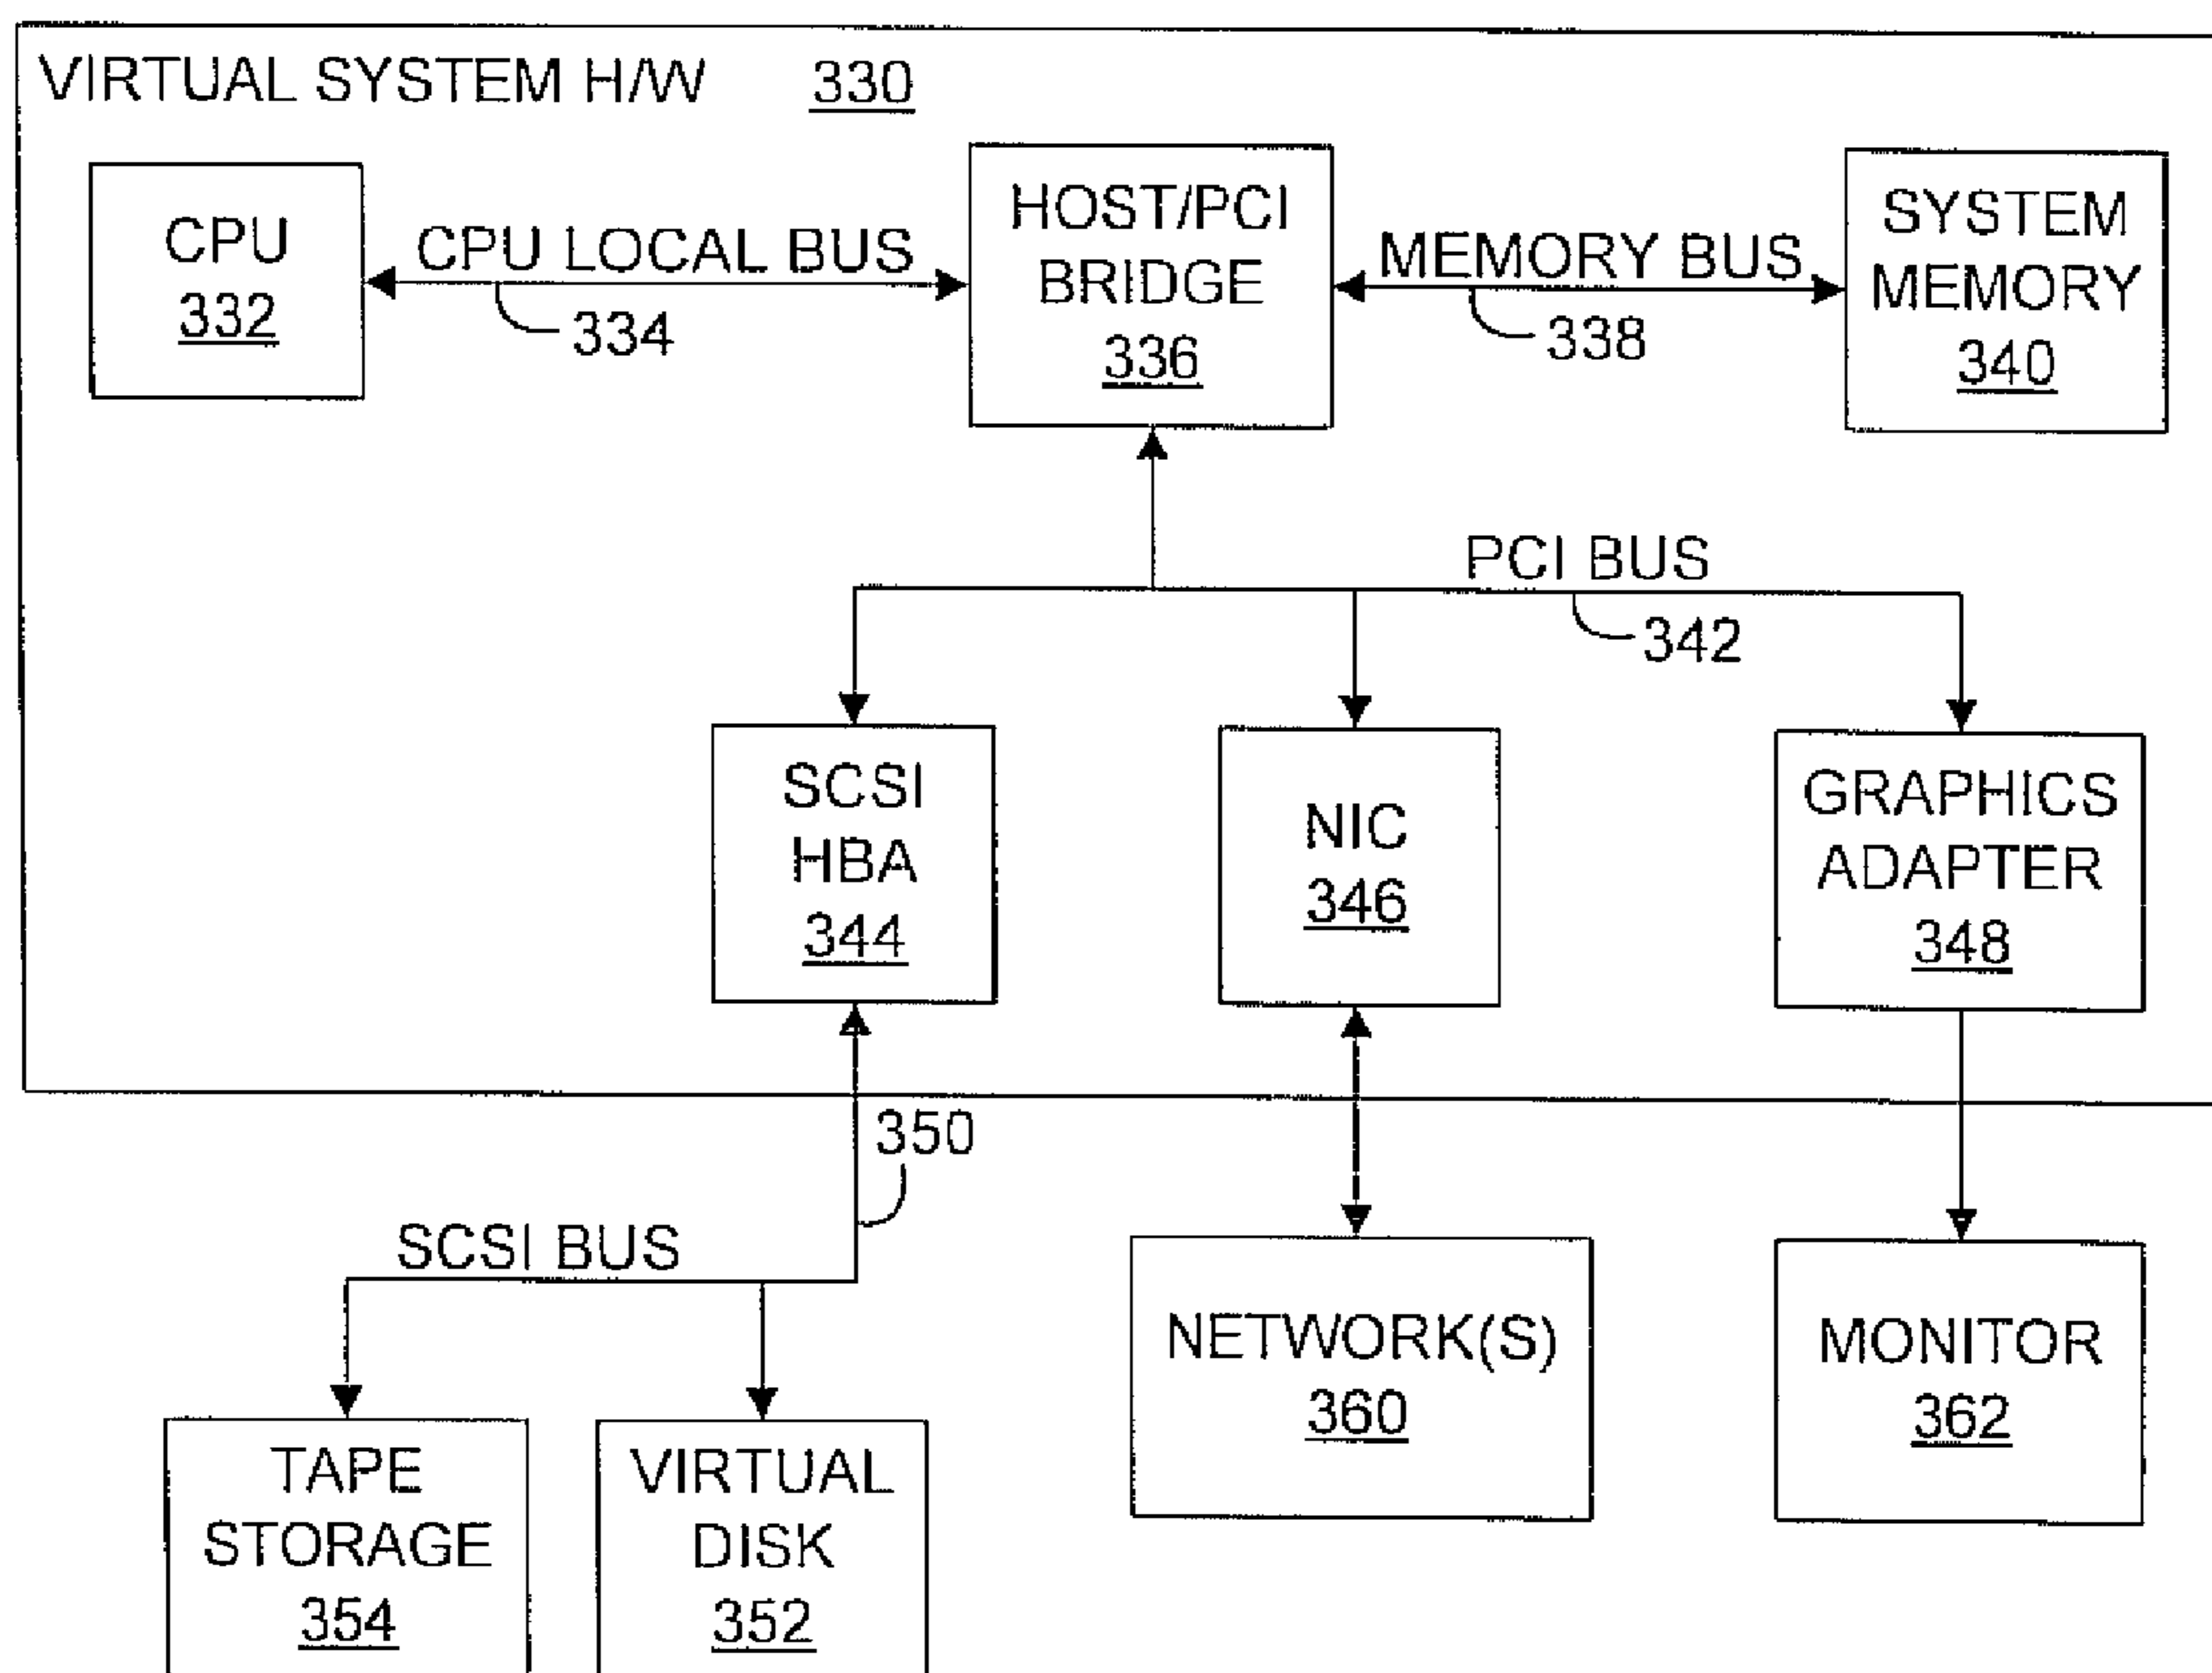 VIRTUAL SYSTEM H/W 330
CPU
332
CPU LOCAL BUS
334
HOST/PCI
BRIDGE
336
MEMORY BUS
338
SYSTEM
MEMORY
340
PCI BUS
342
SCSI
HBA
344
NIC
346
GRAPHICS
ADAPTER
348
350
SCSI BUS
TAPE
STORAGE
354
VIRTUAL
DISK
352
NETWORK(S)
360
MONITOR
362